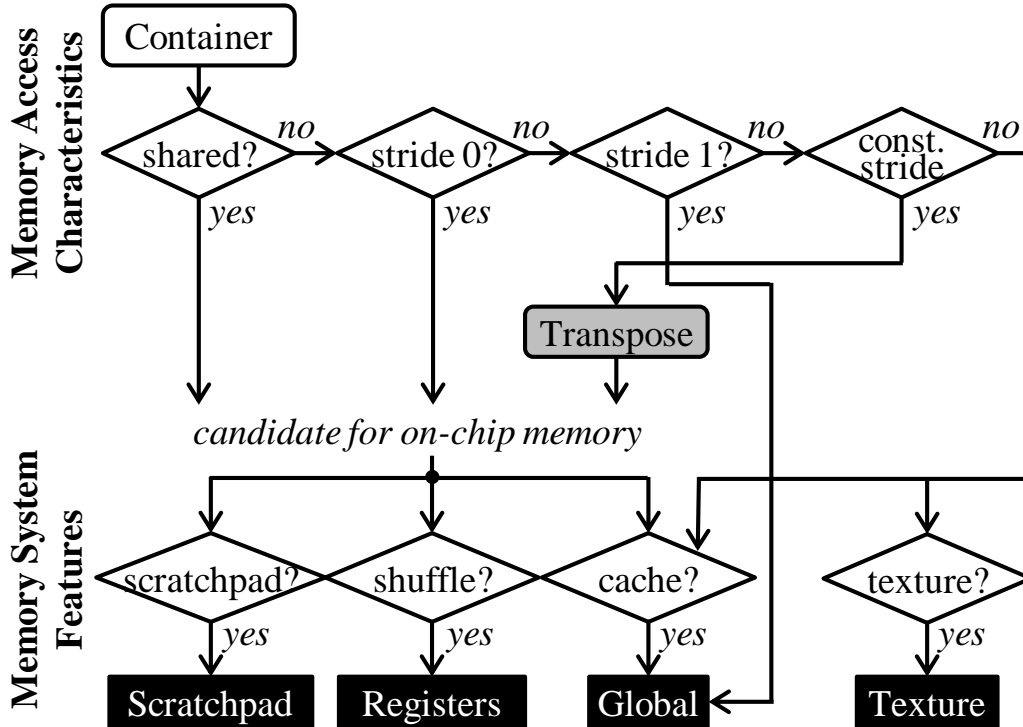 Memory Access
Characteristics
Container
shared?
no
stride 0?
no
stride 1?
no
const.
stride
no
yes
yes
yes
yes
Transpose
candidate for on-chip memory
Memory System
Features
scratchpad?
shuffle?
cache?
texture?
yes
yes
yes
yes
Scratchpad
Registers
Global
Texture